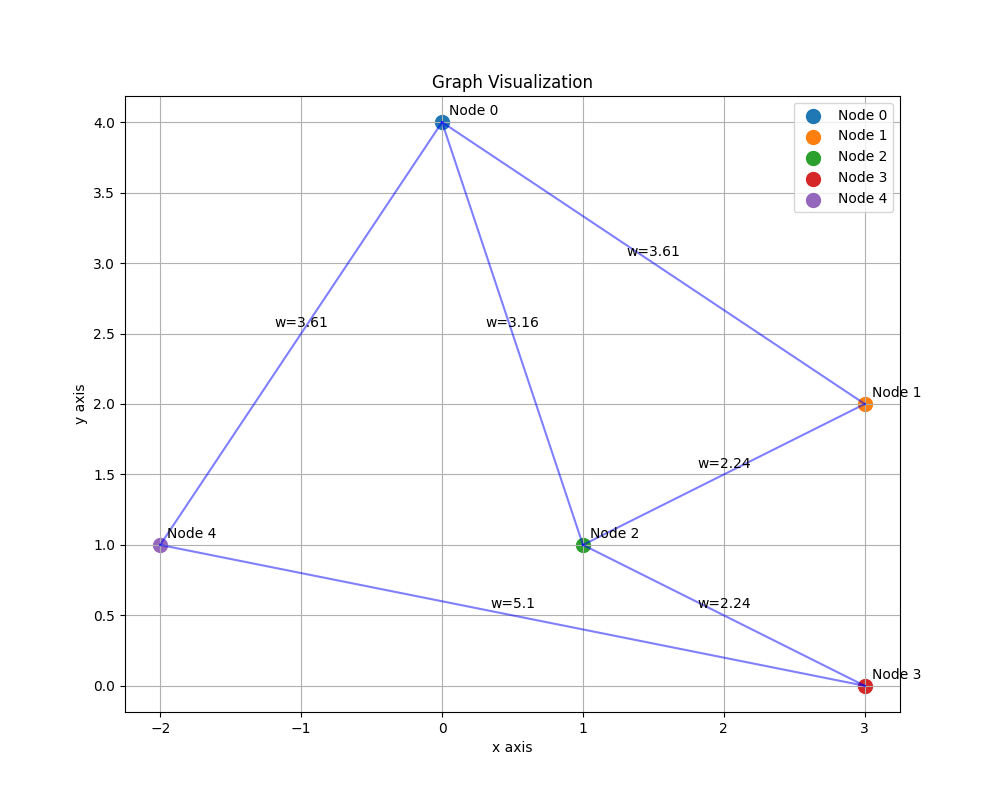 Graph Visualization
Node 0
Node 0
Node 1
Node 2
Node 3
Node 4
w=3.61
w=3.61
w=3.16
Node 1
w=2.24
Node 4
Node 2
w=5.1
w=2.24
Node 3
4.0
3.5
3.0
2.5
2.0
1.5
1.0
0.5
0.0
y axis
−2
−1
0
1
2
3
x axis